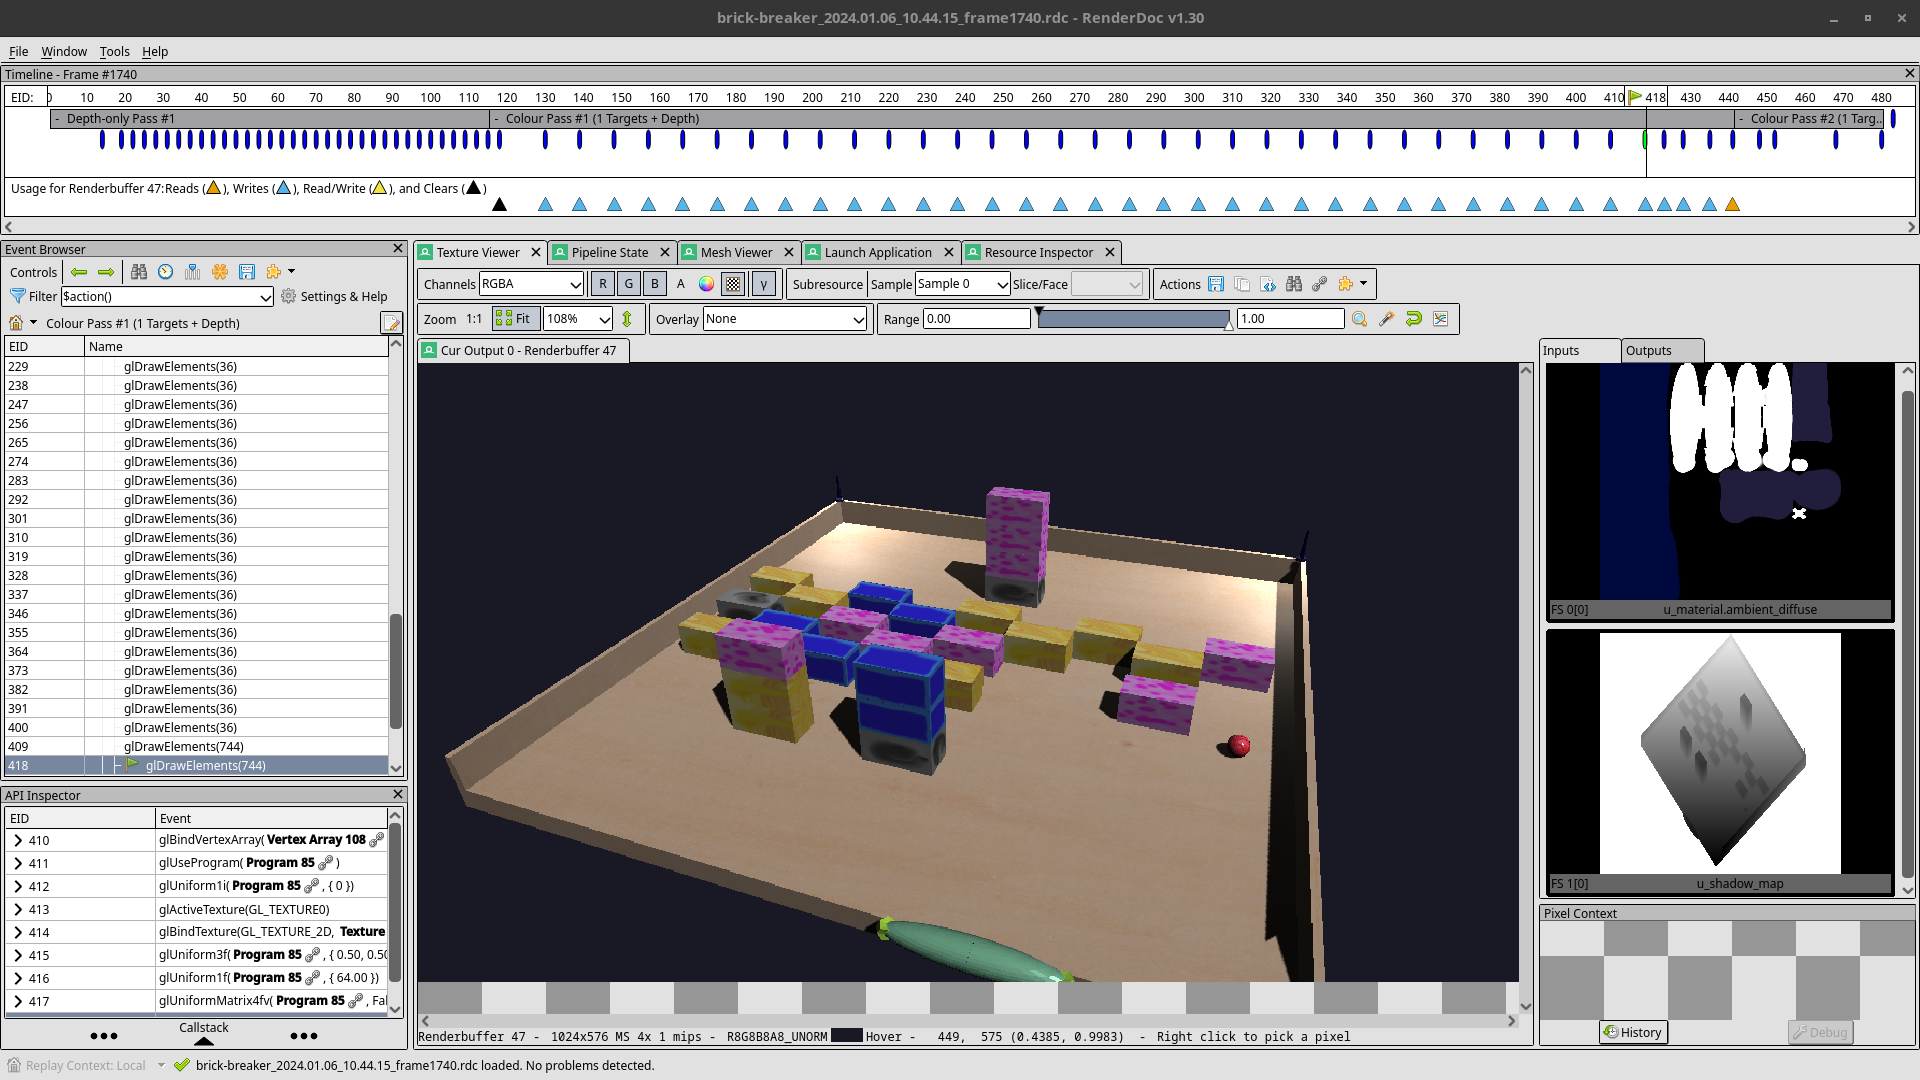 brick-breaker_2024.01.06_10.44.15_frame1740.rdc - RenderDoc v1.30
File Window Tools Help
Timeline - Frame #1740
EID: 0 10 20 30 40 50 60 70 80 90 100 110 120 130 140 150 160 170 180 190 200 210 220 230 240 250 260 270 280 290 300 310 320 330 340 350 360 370 380 390 400 410 418 430 440 450 460 470 480
- Depth-only Pass #1 - Colour Pass #1 (1 Targets + Depth) - Colour Pass #2 (1 Targ...
Usage for Renderbuffer 47:Reads ( ), Writes ( ), Read/Write ( ), and Clears ( )
Event Browser
Controls
Filter $action() Settings & Help
Colour Pass #1 (1 Targets + Depth)
EID Name
229 glDrawElements(36)
238 glDrawElements(36)
247 glDrawElements(36)
256 glDrawElements(36)
265 glDrawElements(36)
274 glDrawElements(36)
283 glDrawElements(36)
292 glDrawElements(36)
301 glDrawElements(36)
310 glDrawElements(36)
319 glDrawElements(36)
328 glDrawElements(36)
337 glDrawElements(36)
346 glDrawElements(36)
355 glDrawElements(36)
364 glDrawElements(36)
373 glDrawElements(36)
382 glDrawElements(36)
391 glDrawElements(36)
400 glDrawElements(36)
409 glDrawElements(744)
418 glDrawElements(744)
API Inspector
EID Event
410 glBindVertexArray( Vertex Array 108
411 glUseProgram( Program 85 )
412 glUniform1i( Program 85 , { 0 })
413 glActiveTexture(GL_TEXTURE0)
414 glBindTexture(GL_TEXTURE_2D, Texture
415 glUniform3f( Program 85 , { 0.50, 0.50
416 glUniform1f( Program 85 , { 64.00 })
417 glUniformMatrix4fv( Program 85 , Fal
Callstack
Texture Viewer Pipeline State Mesh Viewer Launch Application Resource Inspector
Channels RGBA R G B A γ Subresource Sample Sample 0 Slice/Face Actions
Zoom 1:1 Fit 108% Overlay None Range 0.00 1.00
Cur Output 0 - Renderbuffer 47
Renderbuffer 47 - 1024x576 MS 4x 1 mips - R8G8B8A8_UNORM Hover - 449, 575 (0.4385, 0.9983) - Right click to pick a pixel
Inputs Outputs
FS 0[0] u_material.ambient_diffuse
FS 1[0] u_shadow_map
Pixel Context
History Debug
Replay Context: Local brick-breaker_2024.01.06_10.44.15_frame1740.rdc loaded. No problems detected.